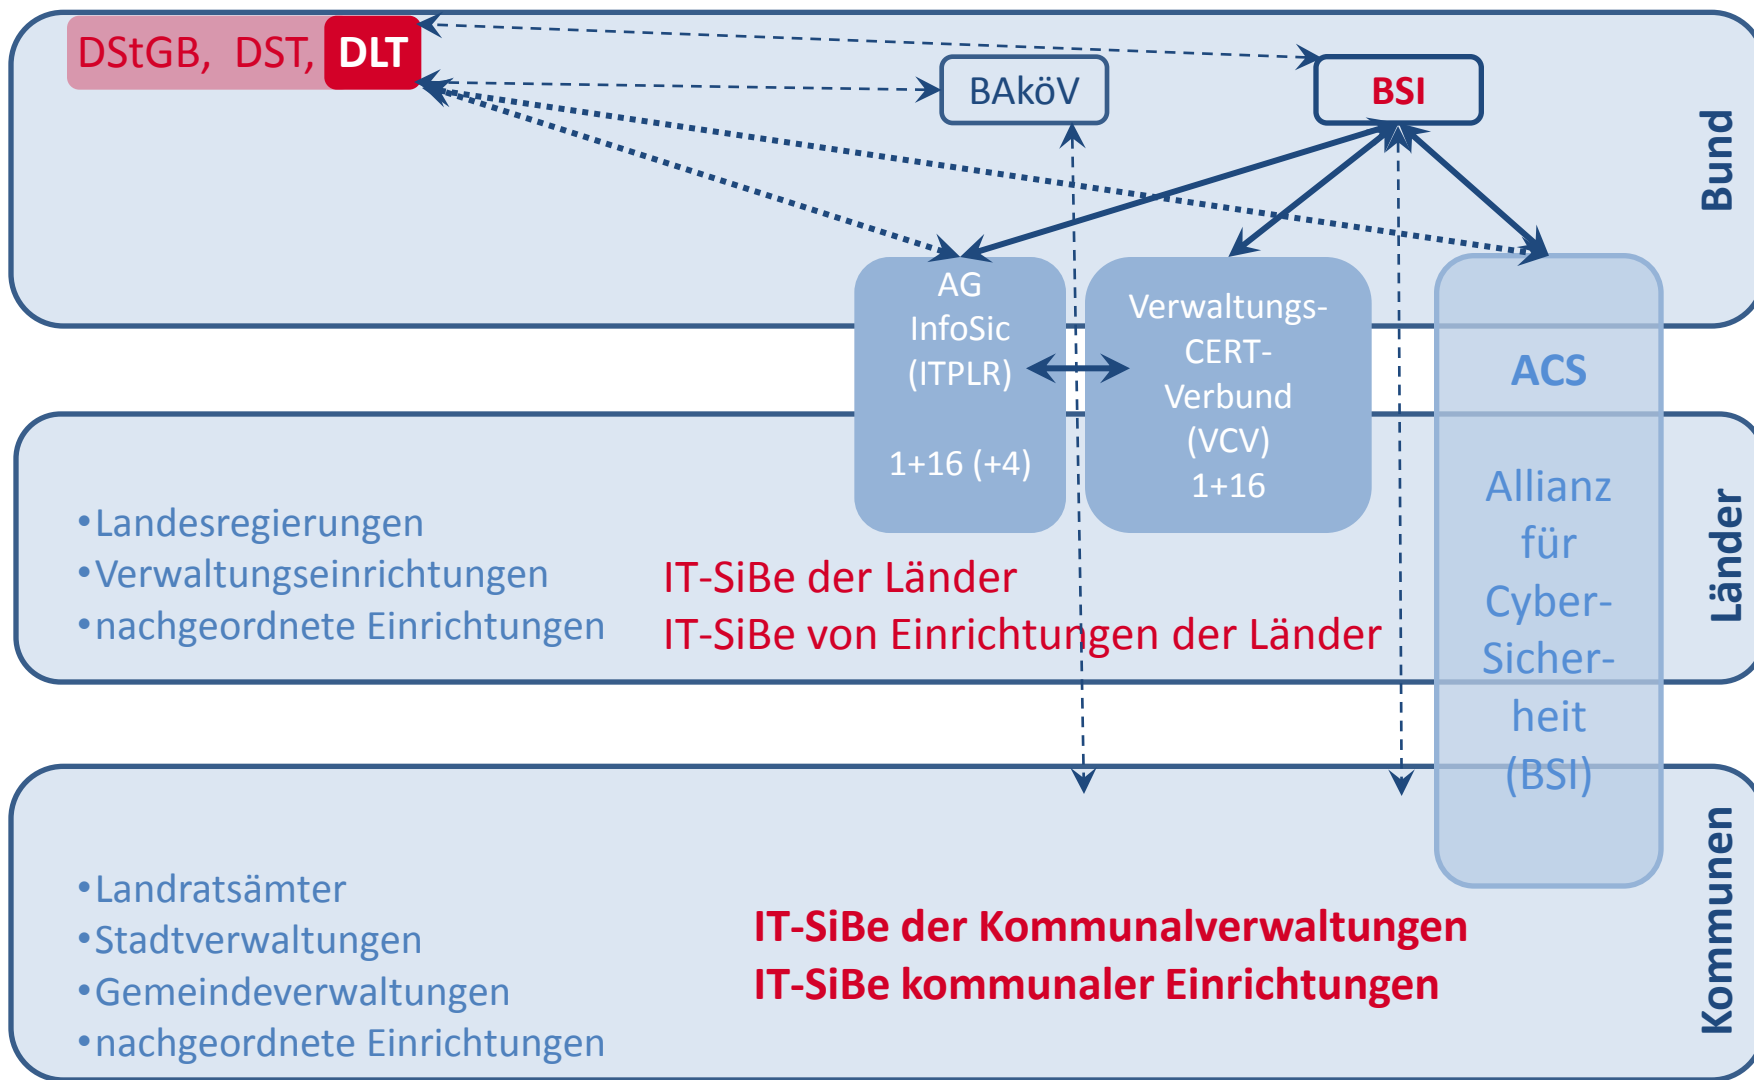 DStGB, DST, DLT
BAköV
BSI
Bund
AG
InfoSic
(ITPLR)
1+16 (+4)
Verwaltungs-
CERT-
Verbund
(VCV)
1+16
ACS
Allianz
für
Cyber-
Sicher-
heit
(BSI)
Länder
•Landesregierungen
•Verwaltungseinrichtungen
•nachgeordnete Einrichtungen
IT-SiBe der Länder
IT-SiBe von Einrichtungen der Länder
Kommunen
•Landratsämter
•Stadtverwaltungen
•Gemeindeverwaltungen
•nachgeordnete Einrichtungen
IT-SiBe der Kommunalverwaltungen
IT-SiBe kommunaler Einrichtungen